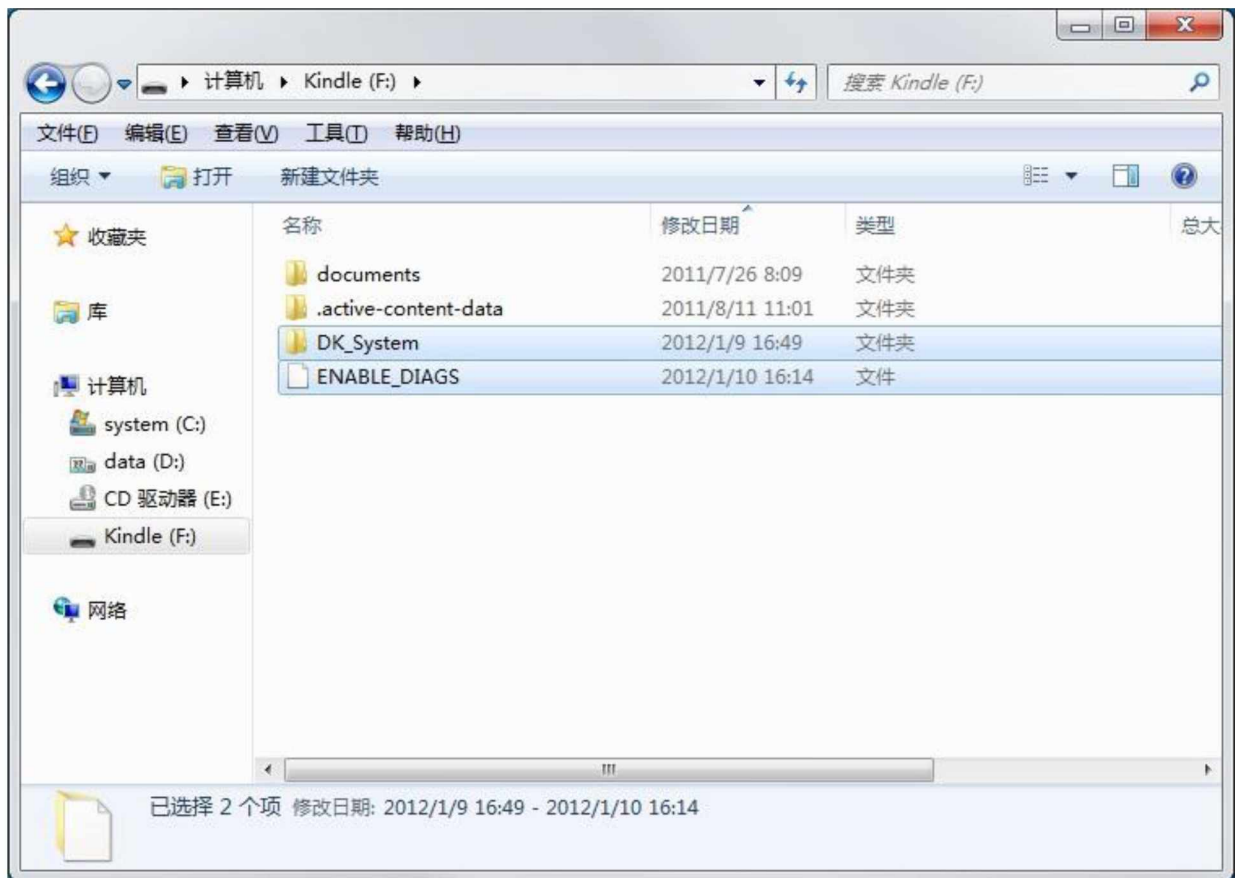 计算机 Kindle (F:)
搜索 Kindle (F:)
文件(F) 编辑(E) 查看(V) 工具(T) 帮助(H)
组织 打开 新建文件夹
名称 修改日期 类型 总大
收藏夹
库
计算机
system (C:)
data (D:)
CD 驱动器 (E:)
Kindle (F:)
网络
documents 2011/7/26 8:09 文件夹
.active-content-data 2011/8/11 11:01 文件夹
DK_System 2012/1/9 16:49 文件夹
ENABLE_DIAGS 2012/1/10 16:14 文件
已选择 2 个项 修改日期: 2012/1/9 16:49 - 2012/1/10 16:14